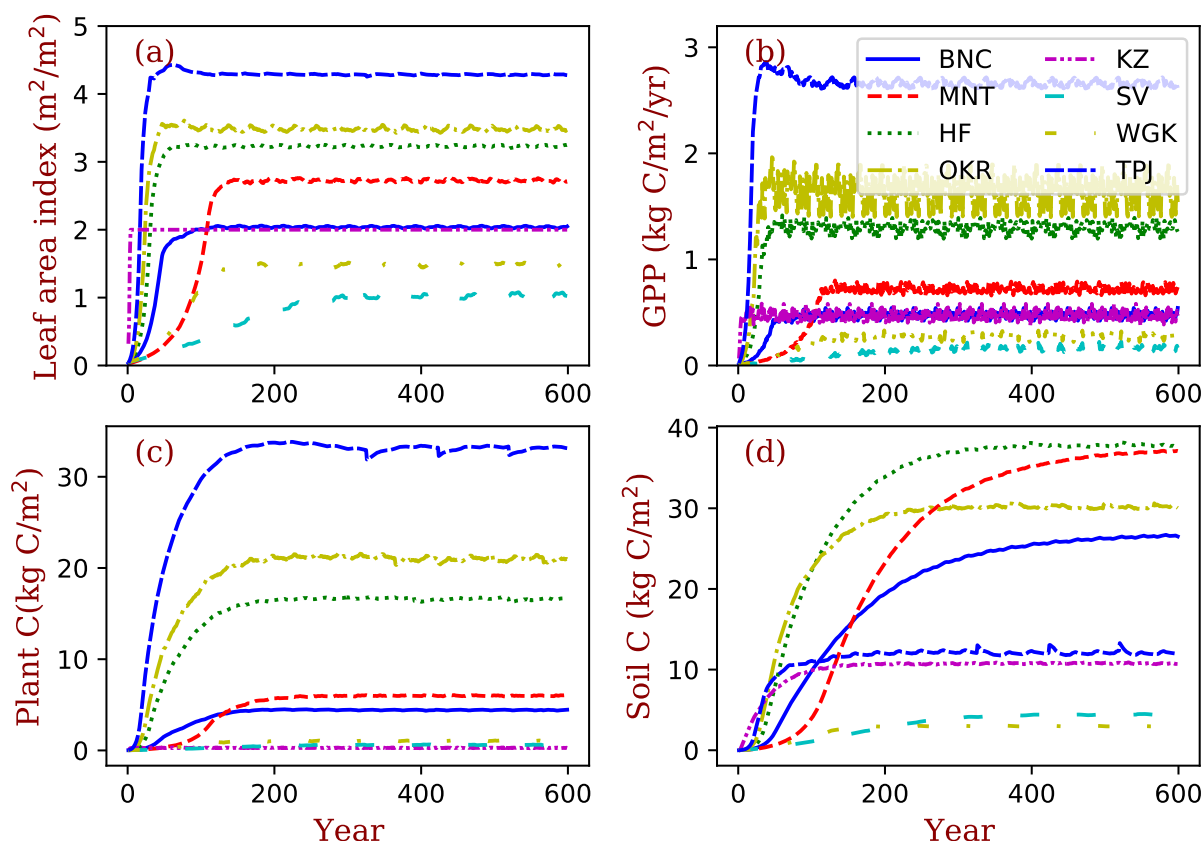 (a)
Leaf area index (m²/m²)
5
4
3
2
1
0
0 200 400 600
(b)
GPP (kg C/m²/yr)
3
2
1
0
0 200 400 600
BNC KZ
MNT SV
HF WGK
OKR TPJ
(c)
Plant C(kg C/m²)
30
20
10
0
0 200 400 600
Year
(d)
Soil C (kg C/m²)
40
30
20
10
0
0 200 400 600
Year